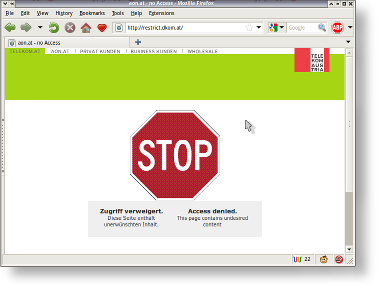 aon.at - no Access - Mozilla Firefox
File Edit View History Bookmarks Tools Help Extensions
http://restrict.dkom.at/
Google
ABP
aon.at - no Access
TELEKOM.AT AON.AT PRIVAT KUNDEN BUSINESS KUNDEN WHOLESALE
TELE
KOM
AUS
TRIA
STOP
Zugriff verweigert. Access denied.
Diese Seite enthält This page contains undesired
unerwünschten Inhalt. content
22